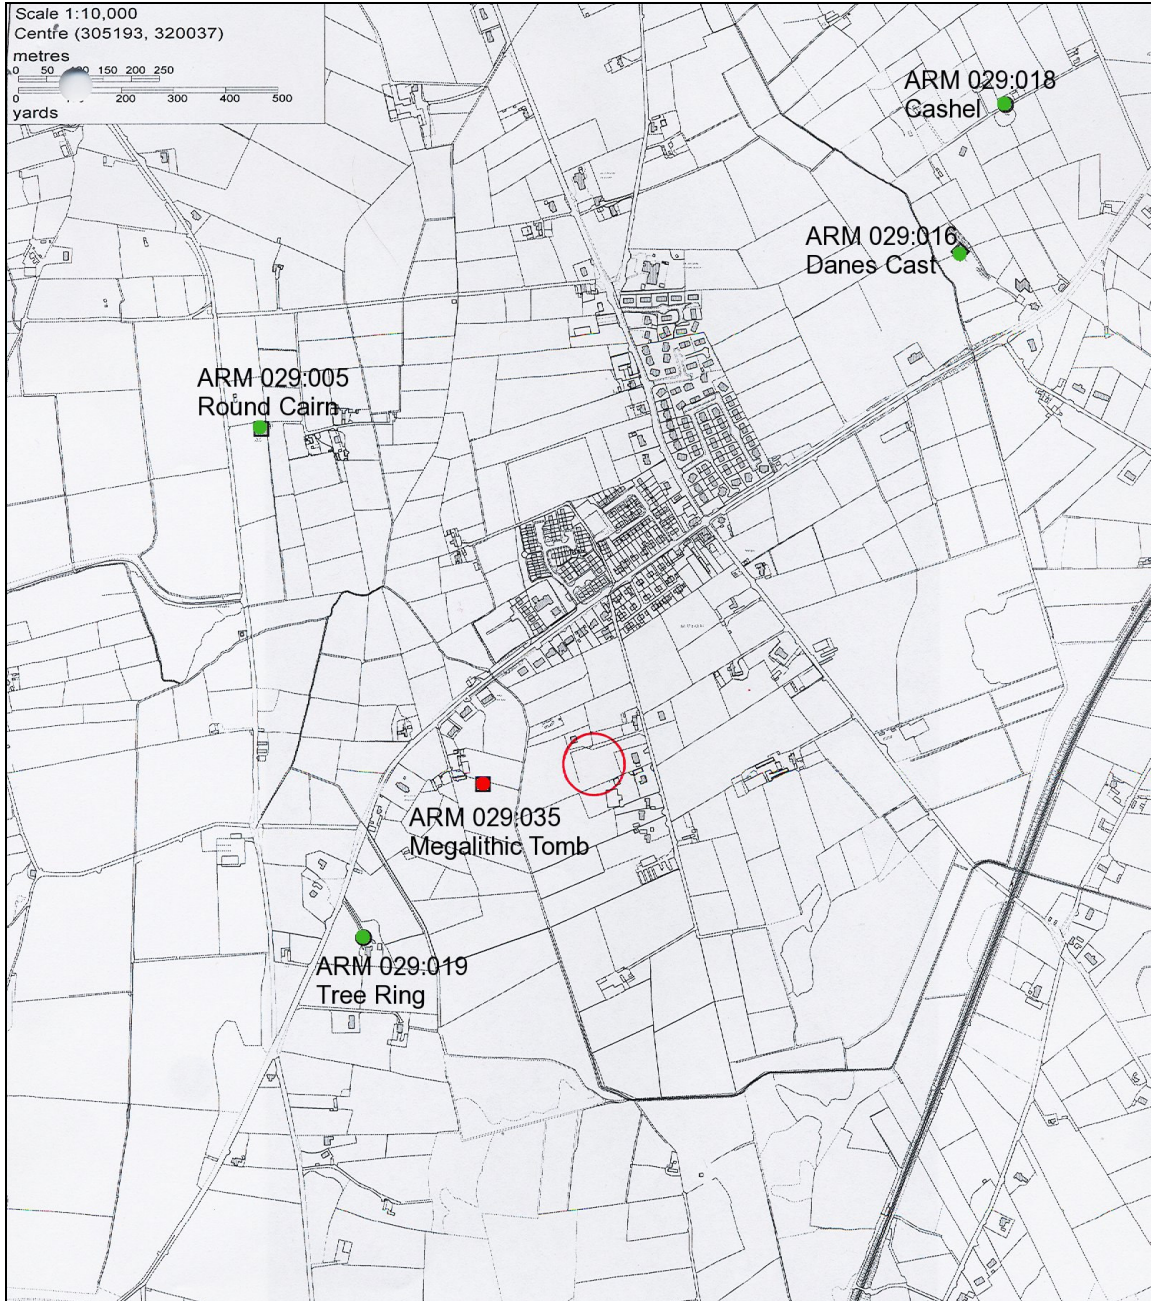 Scale 1:10,000
Centre (305193, 320037)
metres
0 50 100 150 200 250
0 200 300 400 500
yards
ARM 029:018
Cashel
ARM 029:016
Danes Cast
ARM 029:005
Round Cairn
ARM 029:035
Megalithic Tomb
ARM 029:019
Tree Ring